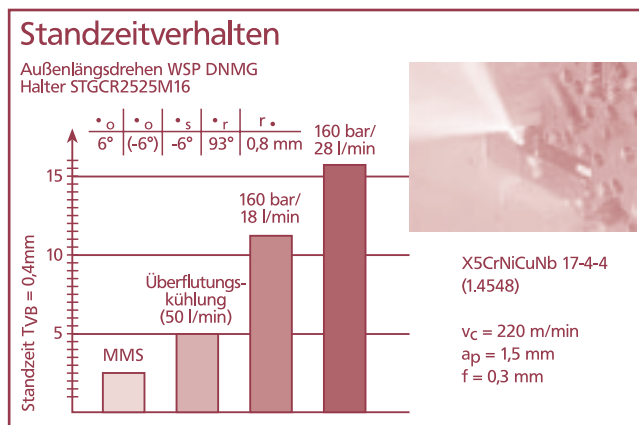 Standzeitverhalten
Außenlängsdrehen WSP DNMG
Halter STGCR2525M16
•o •o •s •r r•
6° (-6°) -6° 93° 0,8 mm
160 bar/
28 l/min
160 bar/
18 l/min
Überflutungs-
kühlung
(50 l/min)
MMS
15
10
5
Standzeit TVB = 0,4mm
X5CrNiCuNb 17-4-4
(1.4548)
vc = 220 m/min
ap = 1,5 mm
f = 0,3 mm